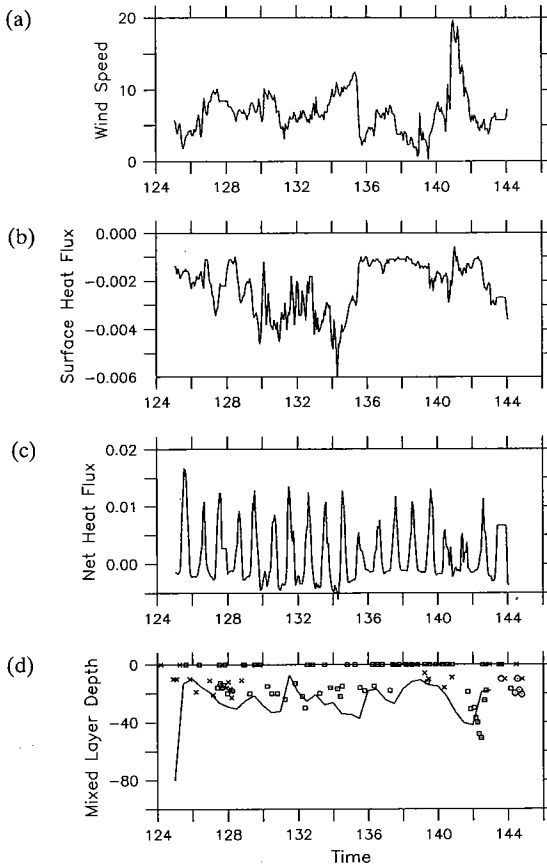 (a)
Wind Speed
20
10
0
124 128 132 136 140 144
(b)
Surface Heat Flux
0.000
-0.002
-0.004
-0.006
124 128 132 136 140 144
(c)
Net Heat Flux
0.02
0.01
0.00
124 128 132 136 140 144
(d)
Mixed Layer Depth
0
-40
-80
124 128 132 136 140 144
Time